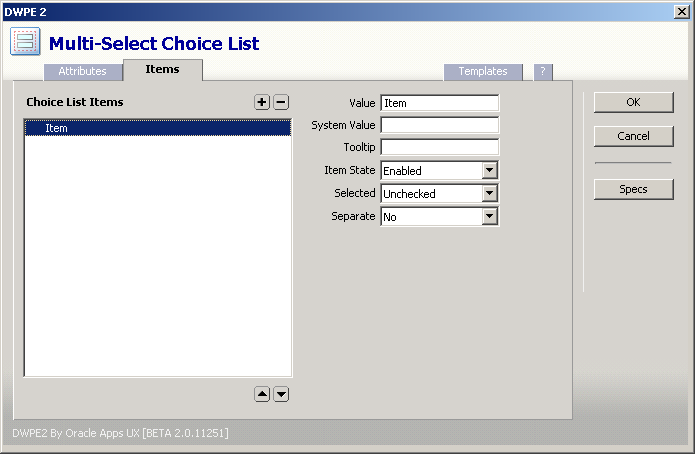 DWPE 2
Multi-Select Choice List
Attributes Items Templates ?
Choice List Items
Item
Value Item
System Value
Tooltip
Item State Enabled
Selected Unchecked
Separate No
OK
Cancel
Specs
DWPE2 By Oracle Apps UX [BETA 2.0.11251]